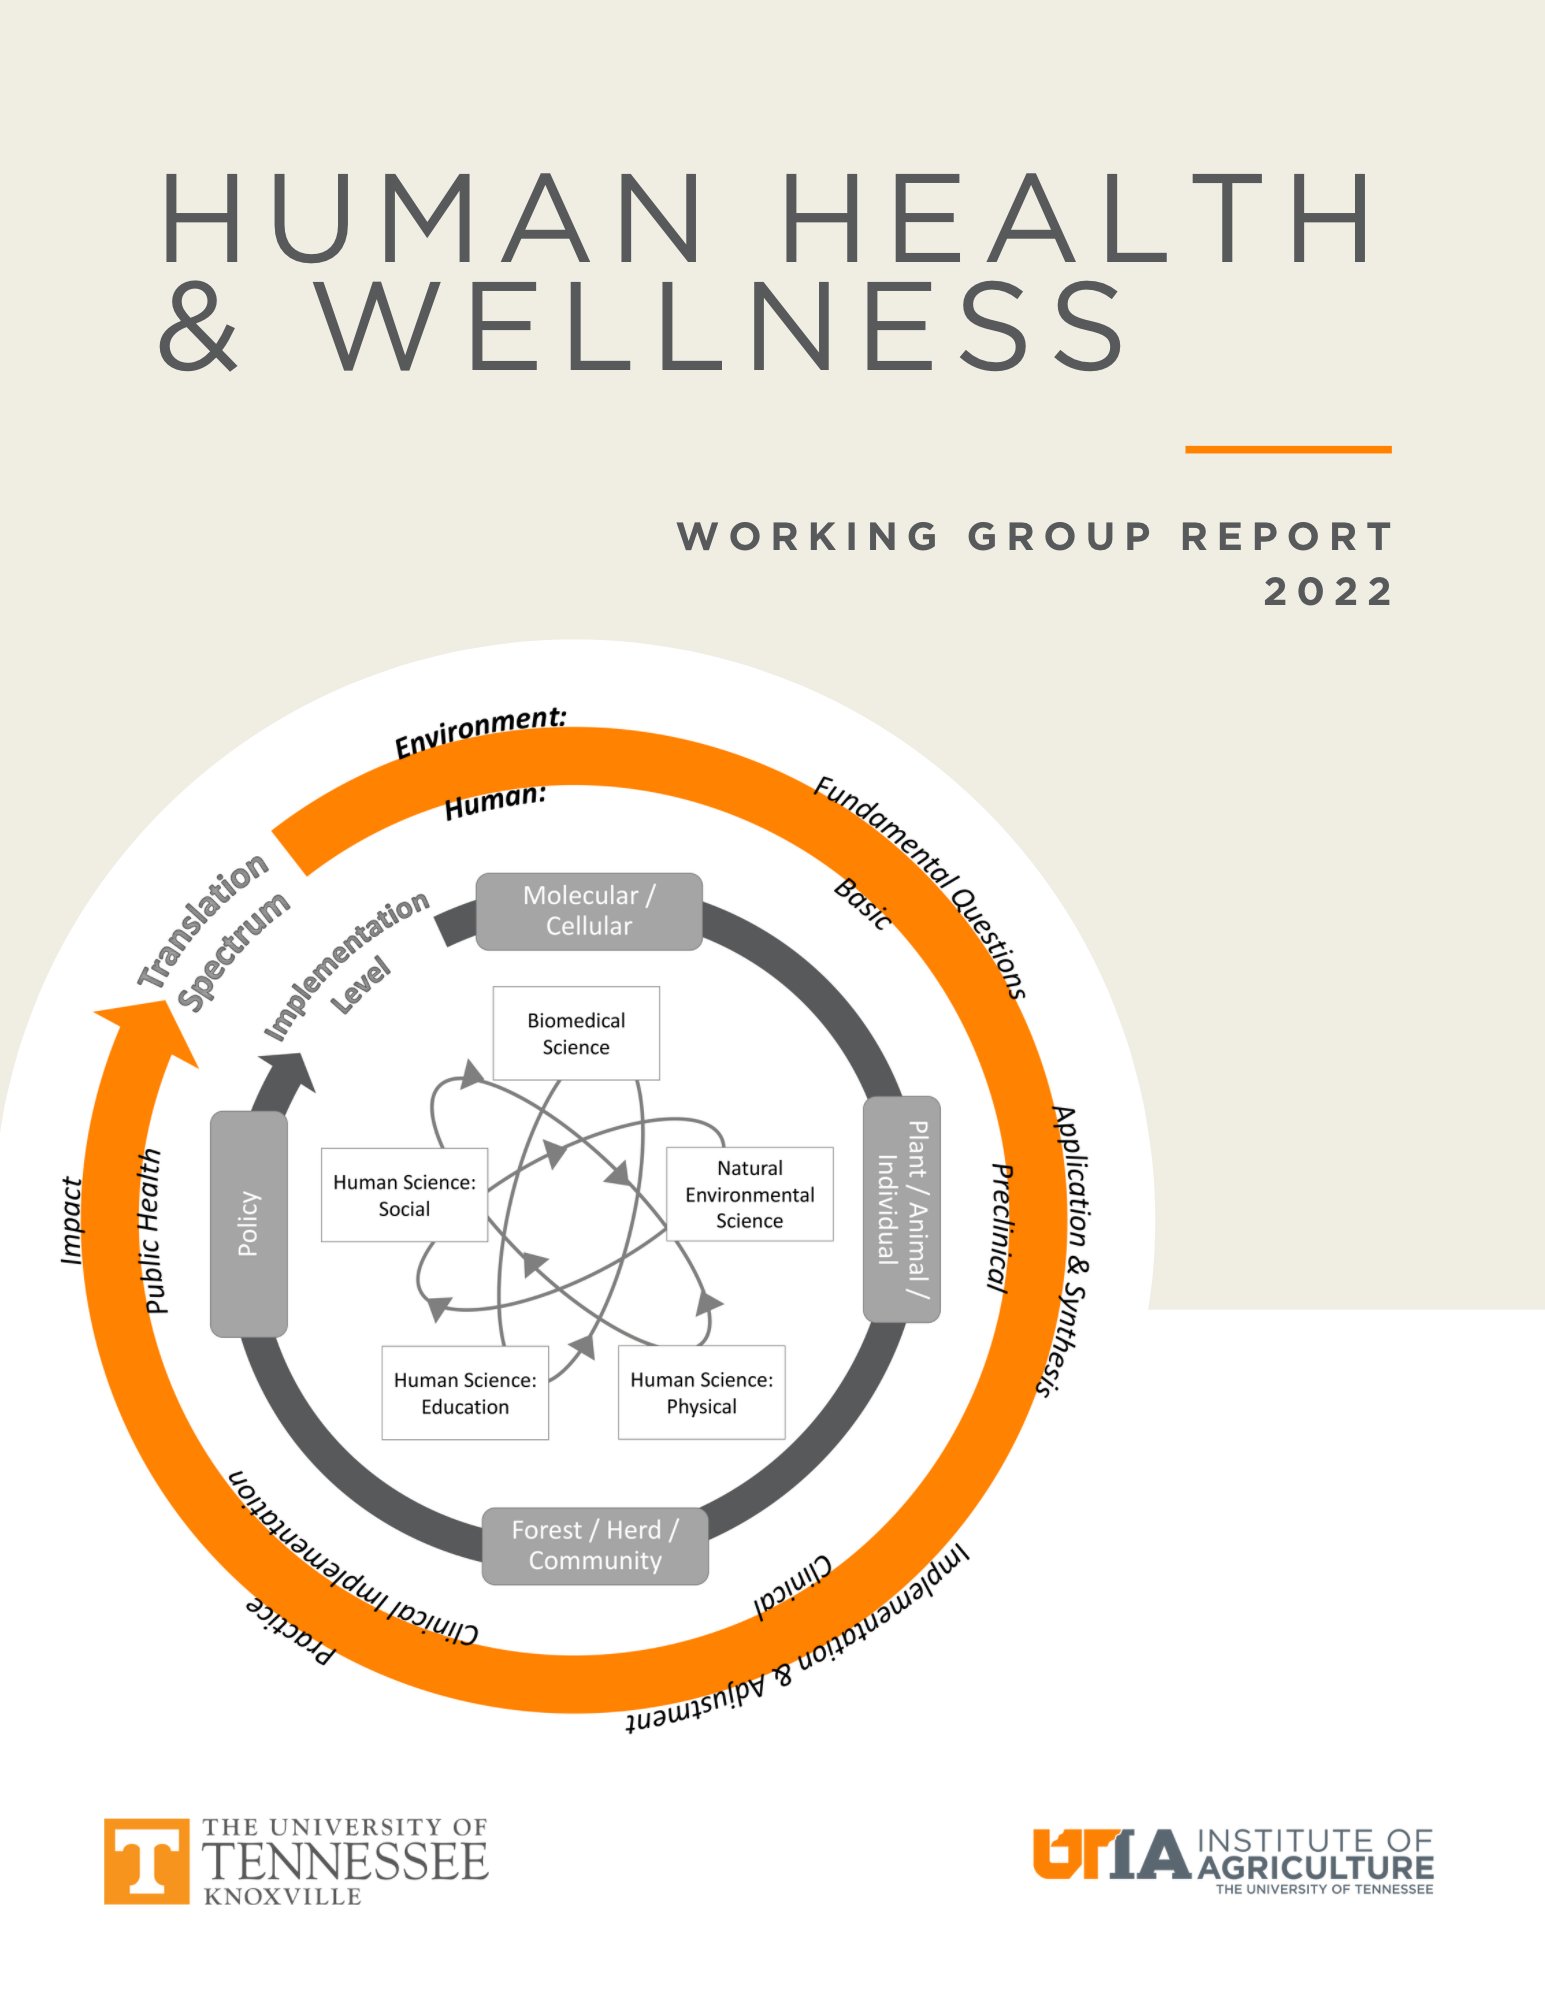 HUMAN HEALTH
& WELLNESS
WORKING GROUP REPORT
2022
Environment:
Human:
Fundamental Questions
Basic
Translation
Spectrum
Implementation
Level
Molecular /
Cellular
Biomedical
Science
Human Science:
Social
Natural
Environmental
Science
Human Science:
Education
Human Science:
Physical
Plant / Animal /
Individual
Preclinical
Application & Synthesis
Policy
Public Health
Impact
Forest / Herd /
Community
Clinical
Implementation & Adjustment
Clinical Implementation
Practice
THE UNIVERSITY OF
TENNESSEE
KNOXVILLE
T
UTIA INSTITUTE OF
AGRICULTURE
THE UNIVERSITY OF TENNESSEE